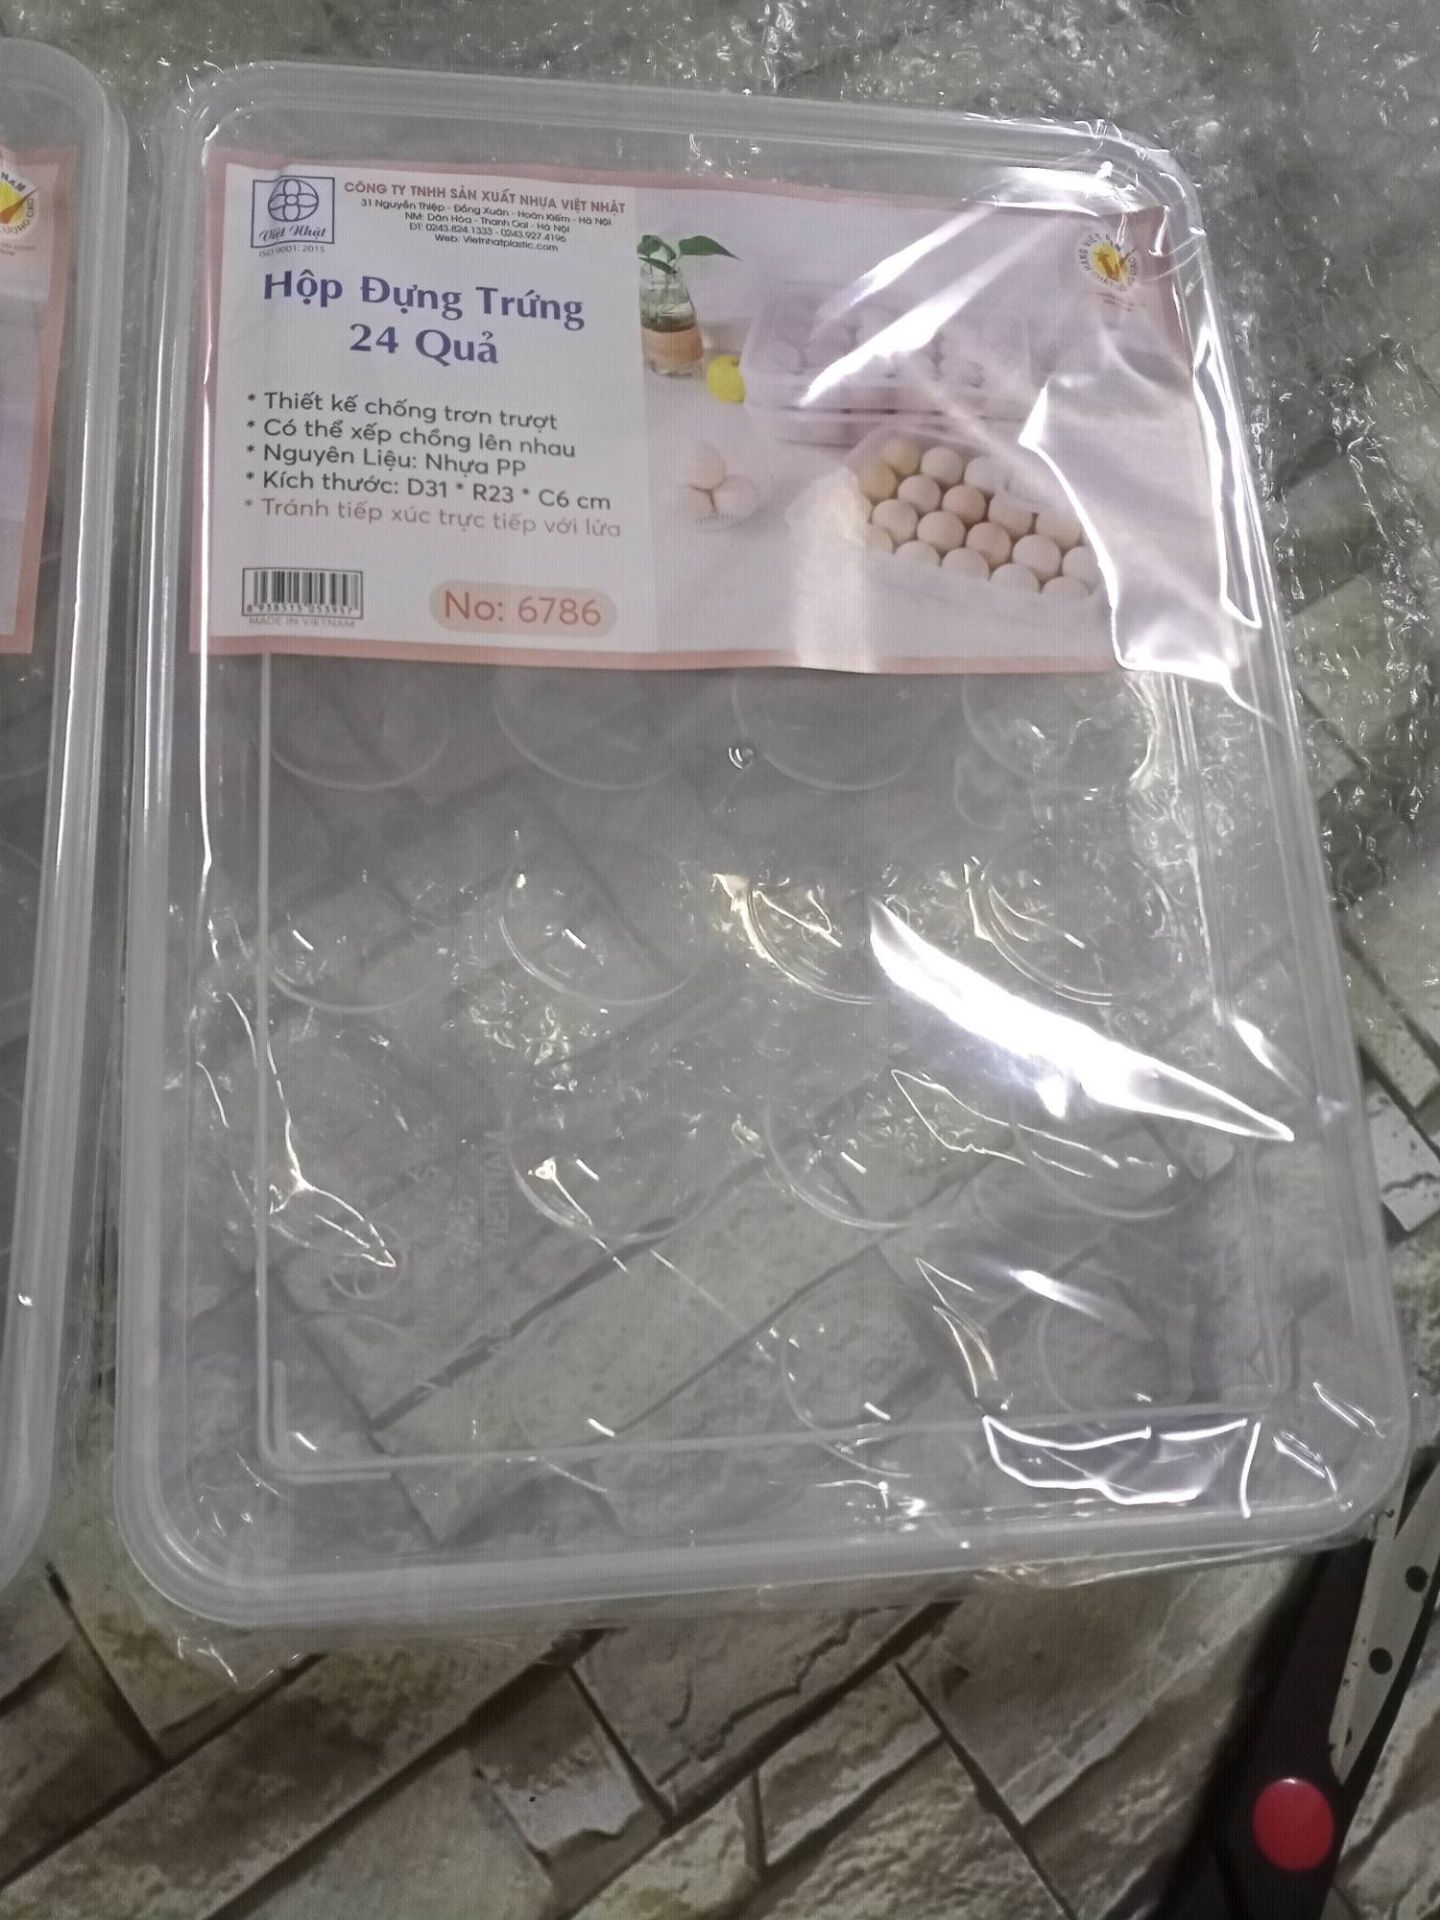 Việt Nhật
ISO 9001: 2015
CÔNG TY TNHH SẢN XUẤT NHỰA VIỆT NHẬT
31 Nguyễn Thiệp - Đồng Xuân - Hoàn Kiếm - Hà Nội
NM: Dân Hòa - Thanh Oai - Hà Nội
ĐT: 0243.824.1333 - 0243.927.4196
Web: Vietnhatplastic.com
Hộp Đựng Trứng
24 Quả
* Thiết kế chống trơn trượt
* Có thể xếp chồng lên nhau
* Nguyên Liệu: Nhựa PP
* Kích thước: D31 * R23 * C6 cm
* Tránh tiếp xúc trực tiếp với lửa
MADE IN VIETNAM
No: 6786
HÀNG VIỆT NAM